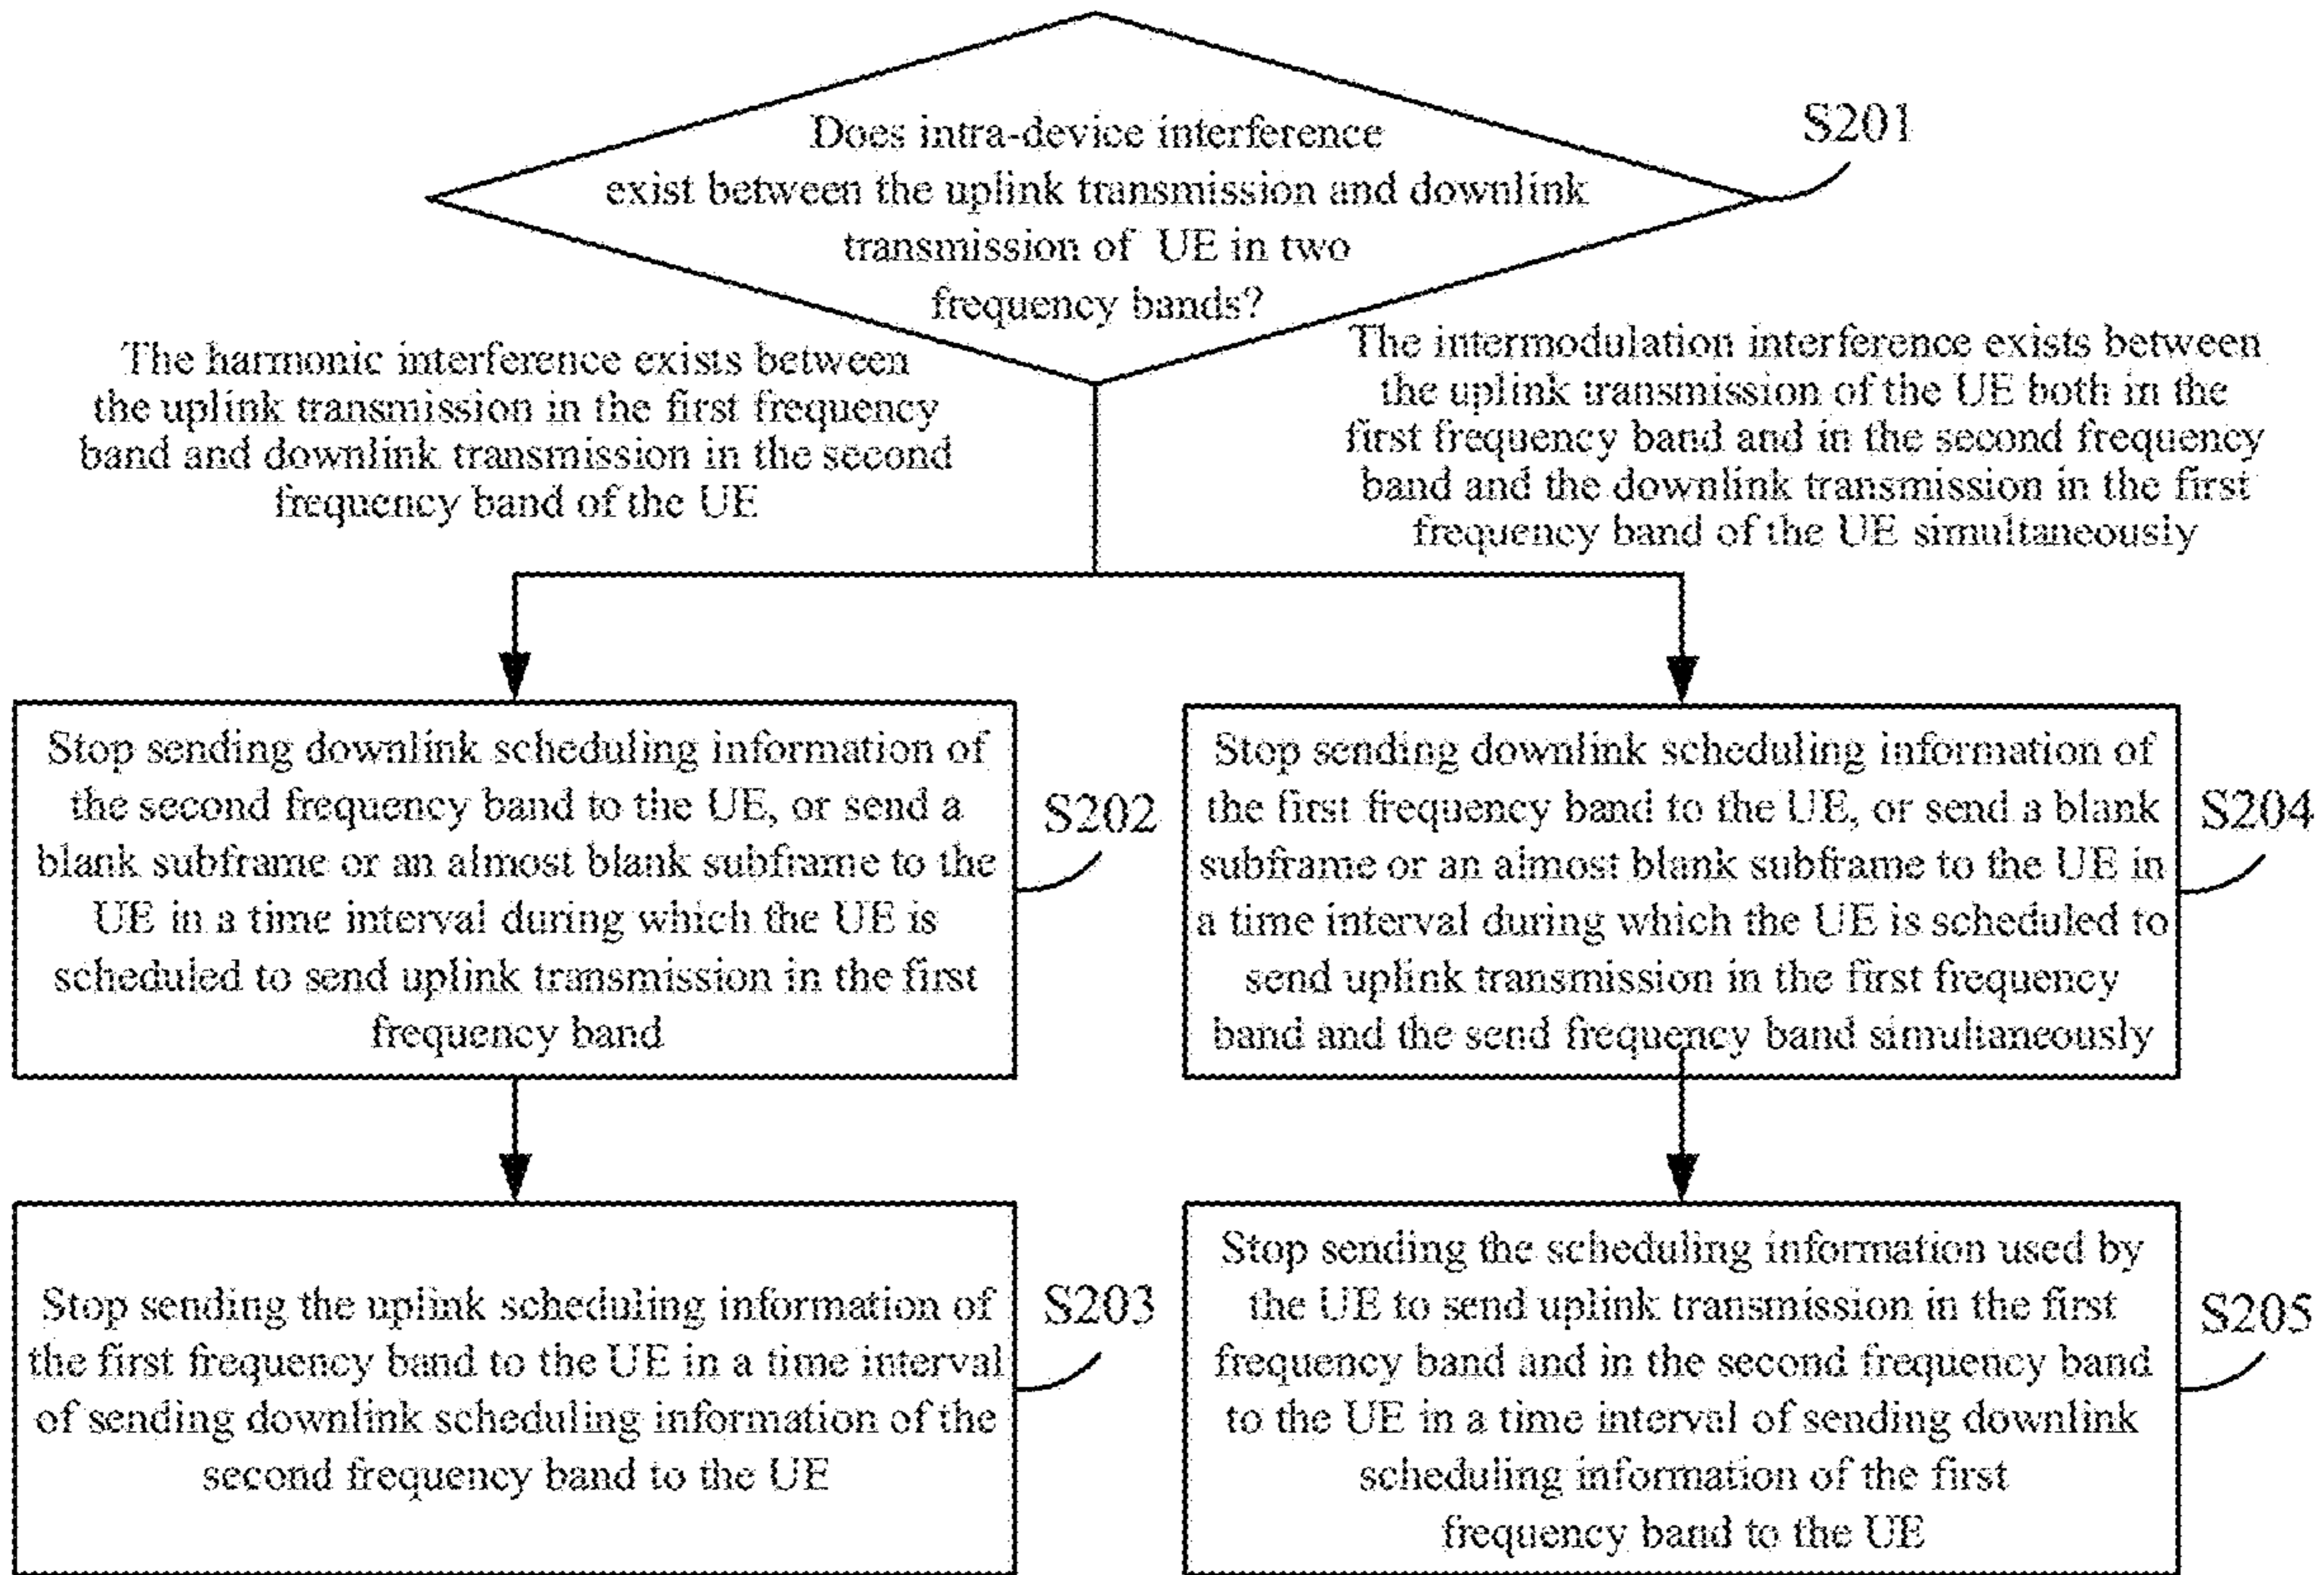 Does intra-device interference
exist between the uplink transmission and downlink
transmission of UE in two
frequency bands?
S201
The harmonic interference exists between
the uplink transmission in the first frequency
band and downlink transmission in the second
frequency band of the UE
The intermodulation interference exists between
the uplink transmission of the UE both in the
first frequency band and in the second frequency
band and the downlink transmission in the first
frequency band of the UE simultaneously
Stop sending downlink scheduling information of
the second frequency band to the UE, or send a
blank subframe or an almost blank subframe to the
UE in a time interval during which the UE is
scheduled to send uplink transmission in the first
frequency band
S202
Stop sending downlink scheduling information of
the first frequency band to the UE, or send a blank
subframe or an almost blank subframe to the UE in
a time interval during which the UE is scheduled to
send uplink transmission in the first frequency
band and the send frequency band simultaneously
S204
Stop sending the uplink scheduling information of
the first frequency band to the UE in a time interval
of sending downlink scheduling information of the
second frequency band to the UE
S203
Stop sending the scheduling information used by
the UE to send uplink transmission in the first
frequency band and in the second frequency band
to the UE in a time interval of sending downlink
scheduling information of the first
frequency band to the UE
S205